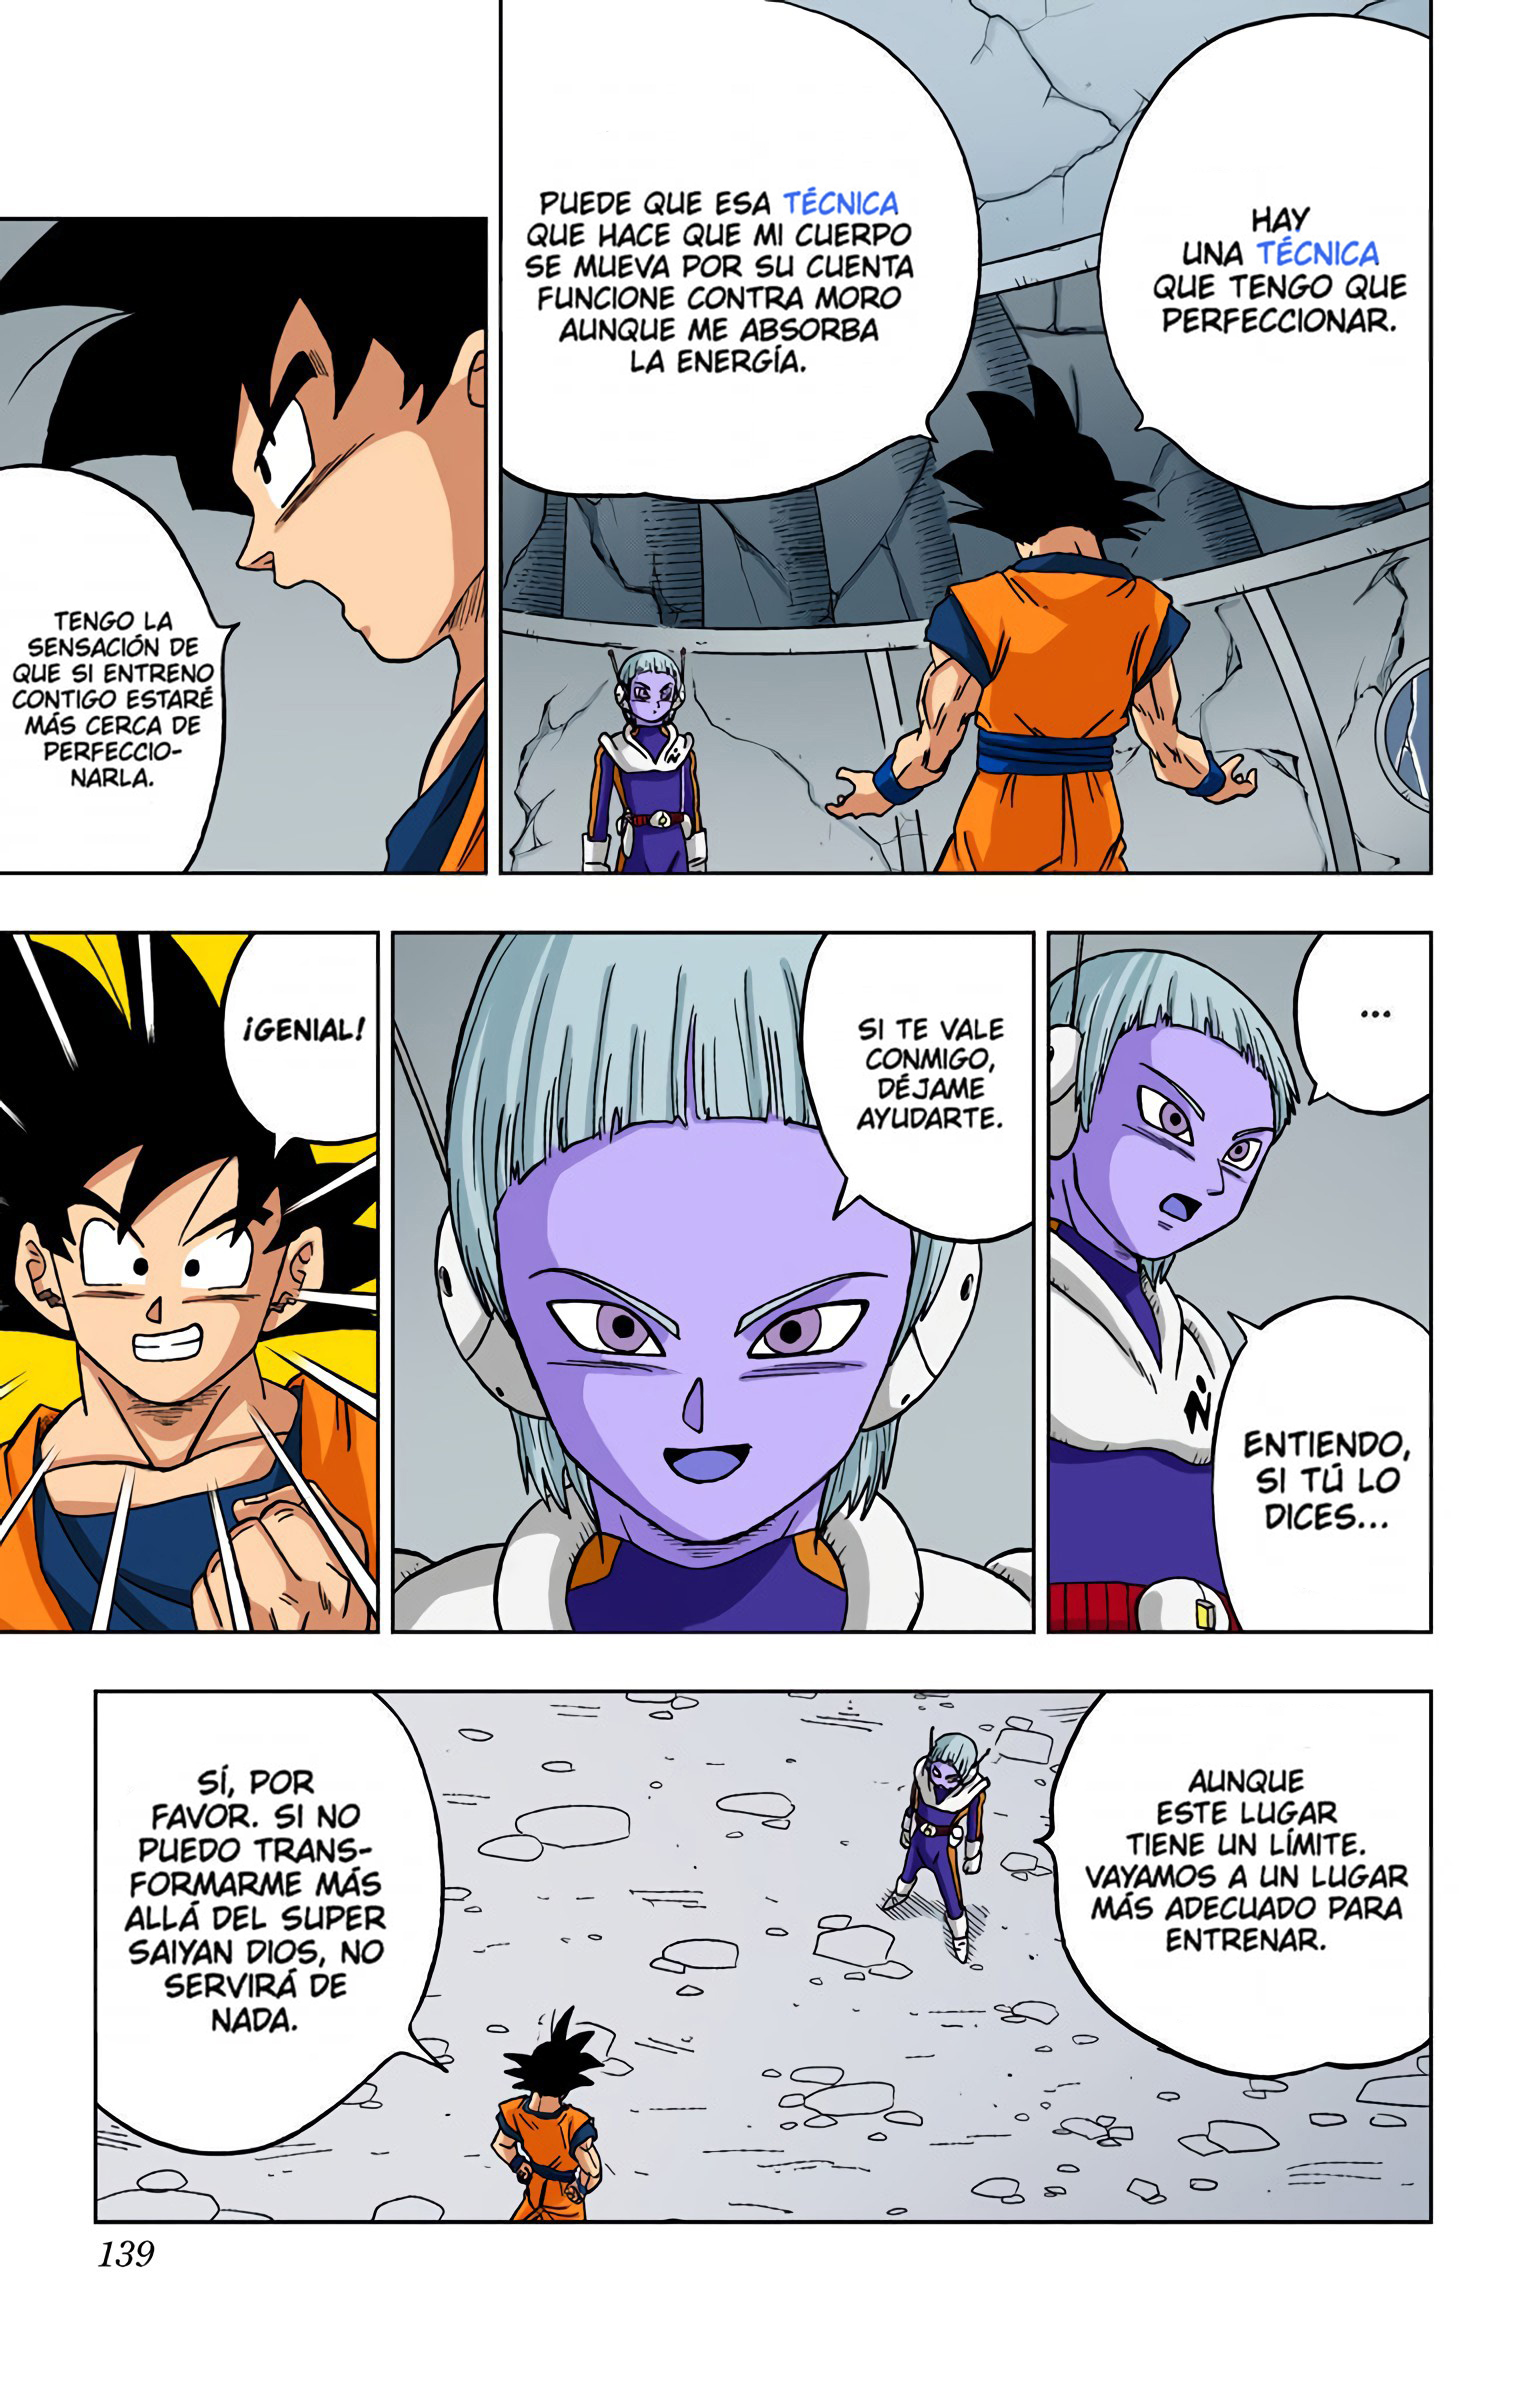 HAY
UNA TÉCNICA
QUE TENGO QUE
PERFECCIONAR.
PUEDE QUE ESA TÉCNICA
QUE HACE QUE MI CUERPO
SE MUEVA POR SU CUENTA
FUNCIONE CONTRA MORO
AUNQUE ME ABSORBA
LA ENERGÍA.
TENGO LA
SENSACIÓN DE
QUE SI ENTRENO
CONTIGO ESTARÉ
MÁS CERCA DE
PERFECCIO-
NARLA.
...
ENTIENDO,
SI TÚ LO
DICES...
SI TE VALE
CONMIGO,
DÉJAME
AYUDARTE.
¡GENIAL!
AUNQUE
ESTE LUGAR
TIENE UN LÍMITE.
VAYAMOS A UN LUGAR
MÁS ADECUADO PARA
ENTRENAR.
SÍ, POR
FAVOR. SI NO
PUEDO TRANS-
FORMARME MÁS
ALLÁ DEL SUPER
SAIYAN DIOS, NO
SERVIRÁ DE
NADA.
139